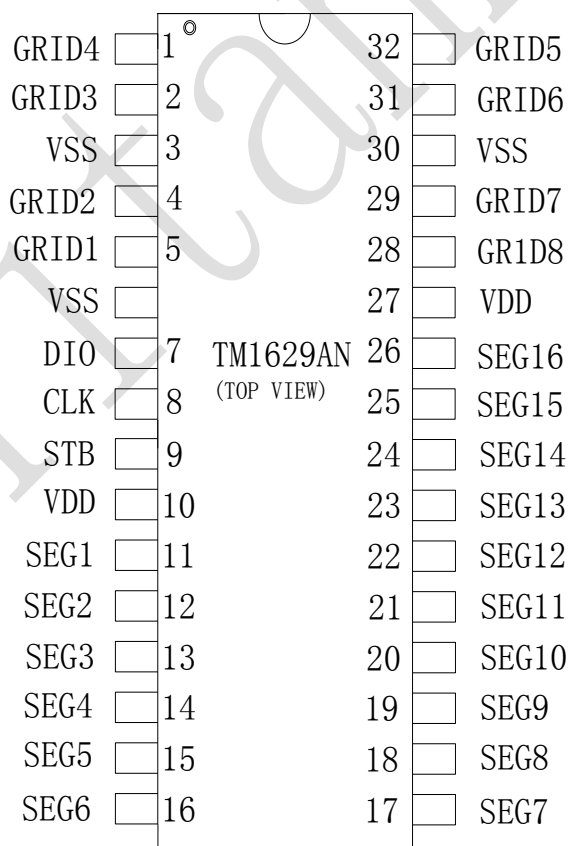 GRID4 1 32 GRID5
GRID3 2 31 GRID6
VSS 3 30 VSS
GRID2 4 29 GRID7
GRID1 5 28 GR1D8
VSS 27 VDD
DIO 7 TM1629AN 26 SEG16
CLK 8 (TOP VIEW) 25 SEG15
STB 9 24 SEG14
VDD 10 23 SEG13
SEG1 11 22 SEG12
SEG2 12 21 SEG11
SEG3 13 20 SEG10
SEG4 14 19 SEG9
SEG5 15 18 SEG8
SEG6 16 17 SEG7